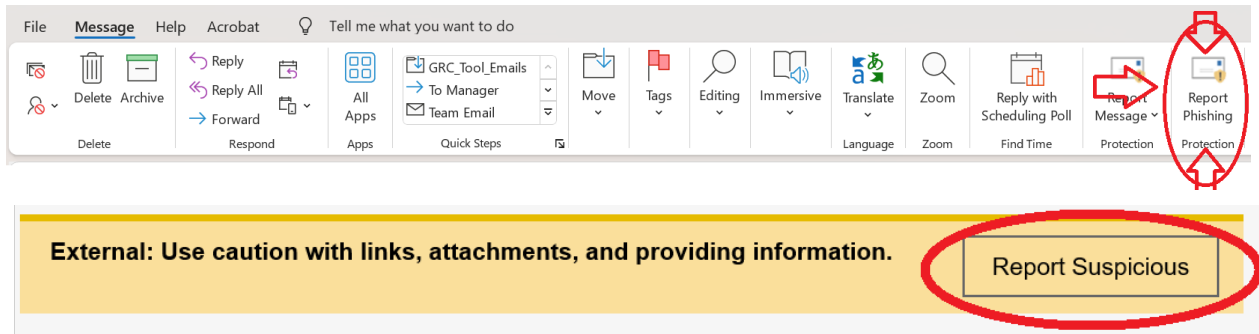 File Message Help Acrobat Tell me what you want to do
Delete Archive
Reply
Reply All
Forward
All
Apps
GRC_Tool_Emails
To Manager
Team Email
Move
Tags
Editing
Immersive
あ
a
Translate
Zoom
Reply with
Scheduling Poll
Report
Message
Report
Phishing
Delete Respond Apps Quick Steps Language Zoom Find Time Protection Protection
External: Use caution with links, attachments, and providing information.
Report Suspicious